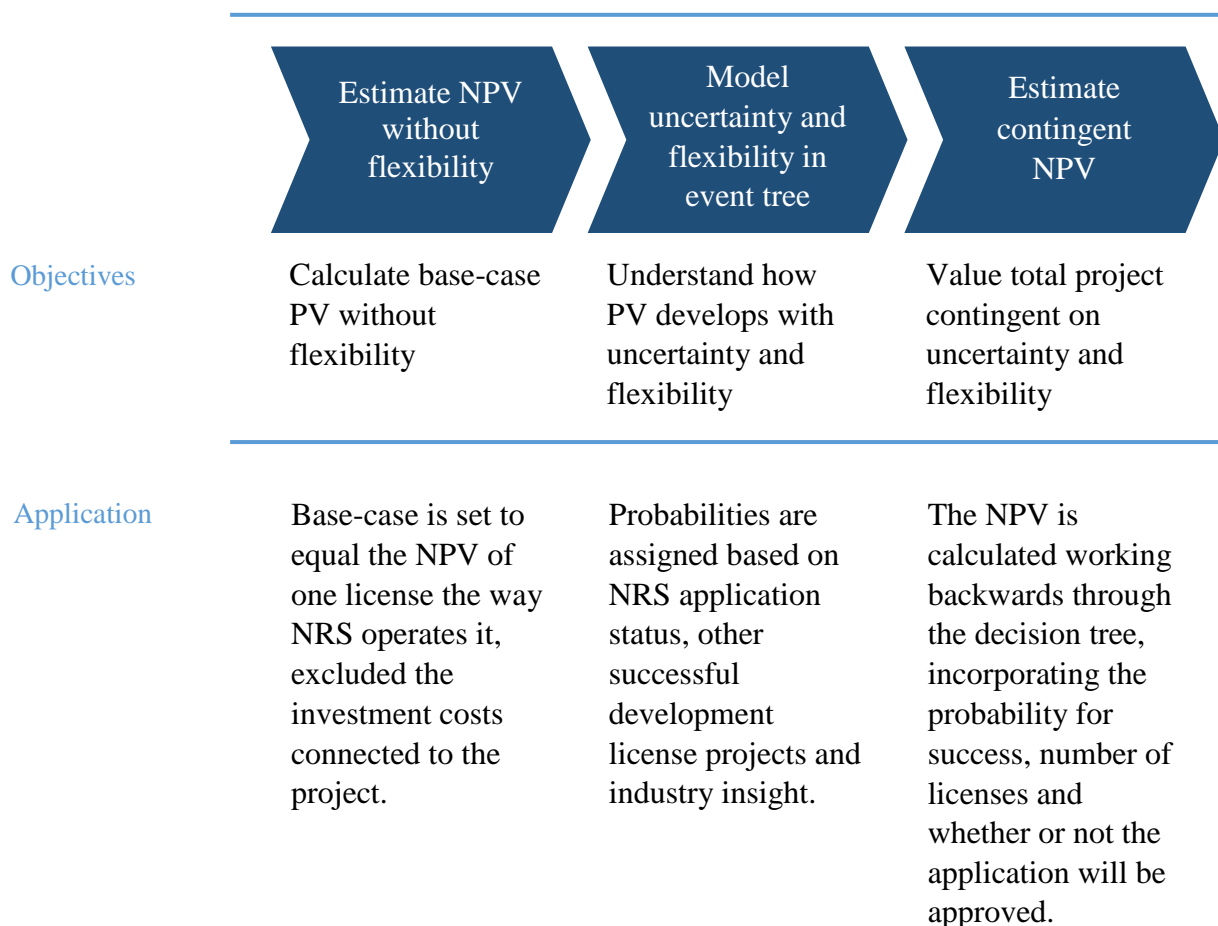 Estimate NPV
without
flexibility
Model
uncertainty and
flexibility in
event tree
Estimate
contingent
NPV
Objectives
Calculate base-case
PV without
flexibility
Understand how
PV develops with
uncertainty and
flexibility
Value total project
contingent on
uncertainty and
flexibility
Application
Base-case is set to
equal the NPV of
one license the way
NRS operates it,
excluded the
investment costs
connected to the
project.
Probabilities are
assigned based on
NRS application
status, other
successful
development
license projects and
industry insight.
The NPV is
calculated working
backwards through
the decision tree,
incorporating the
probability for
success, number of
licenses and
whether or not the
application will be
approved.